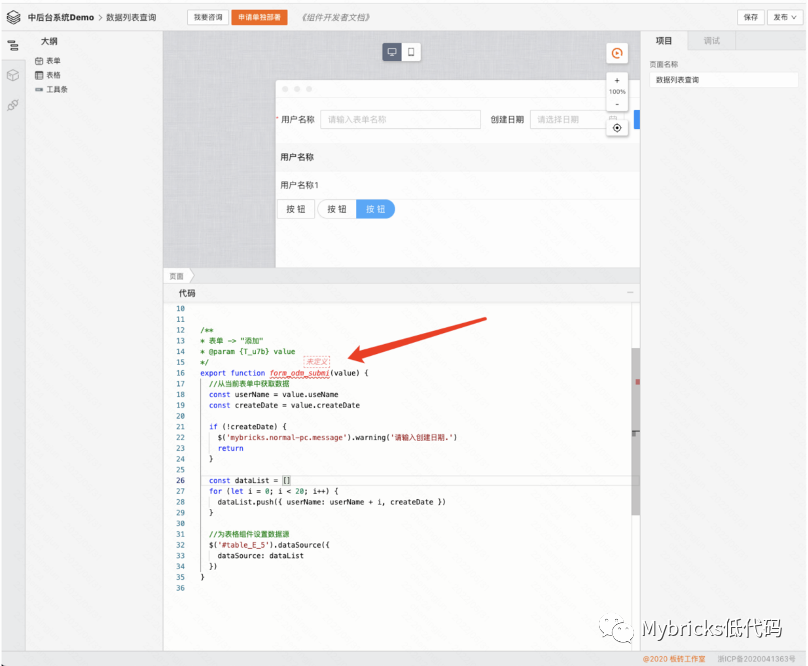 中后台系统Demo > 数据列表查询
我要咨询
申请单独部署
《组件开发者文档》
保存
发布
大纲
表单
表格
工具条
+
100%
-
* 用户名称
请输入表单名称
创建日期
请选择日期
用户名称
用户名称1
按 钮
按 钮
按 钮
项目
调试
页面名称
数据列表查询
页面
代码
10
11
12 /**
13 * 表单 -> "添加"
14 * @param {T_u7b} value
未定义
15 */
16 export function form_odm_submi(value) {
17 //从当前表单中获取数据
18 const userName = value.useName
19 const createDate = value.createDate
20
21 if (!createDate) {
22 $('mybricks.normal-pc.message').warning('请输入创建日期.')
23 return
24 }
25
26 const dataList = []
27 for (let i = 0; i < 20; i++) {
28 dataList.push({ userName: userName + i, createDate })
29 }
30
31 //为表格组件设置数据源
32 $('#table_E_5').dataSource({
33 dataSource: dataList
34 })
35 }
36
Mybricks低代码
@2020 板砖工作室 浙ICP备2020041363号